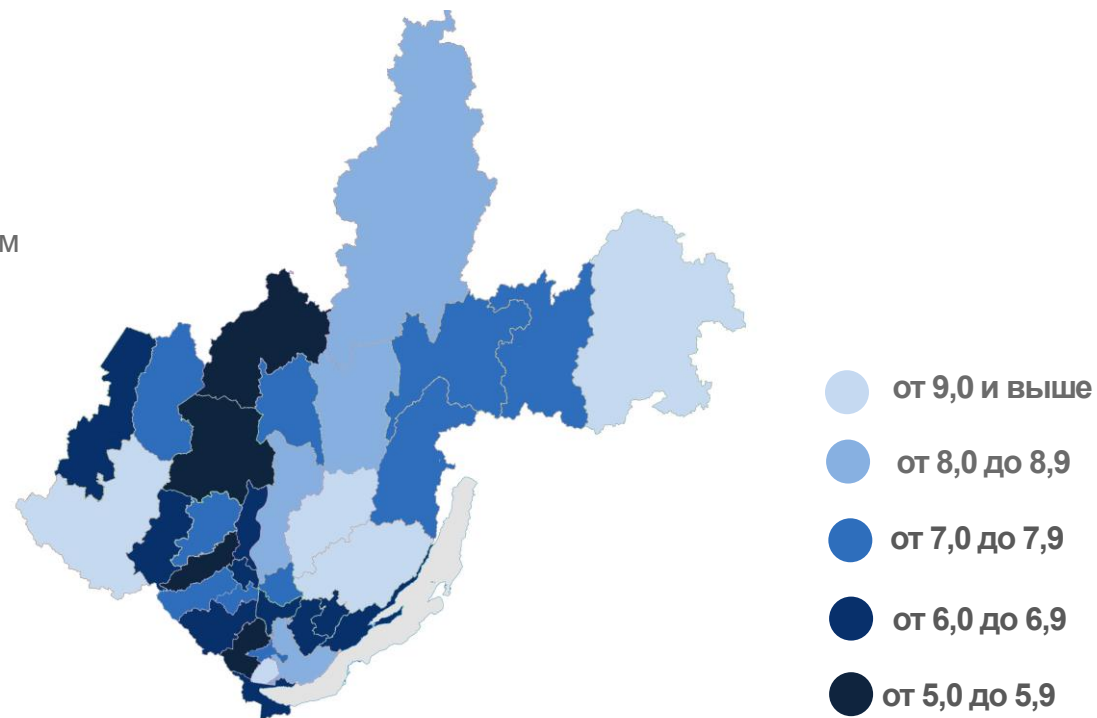 м
от 9,0 и выше
от 8,0 до 8,9
от 7,0 до 7,9
от 6,0 до 6,9
от 5,0 до 5,9